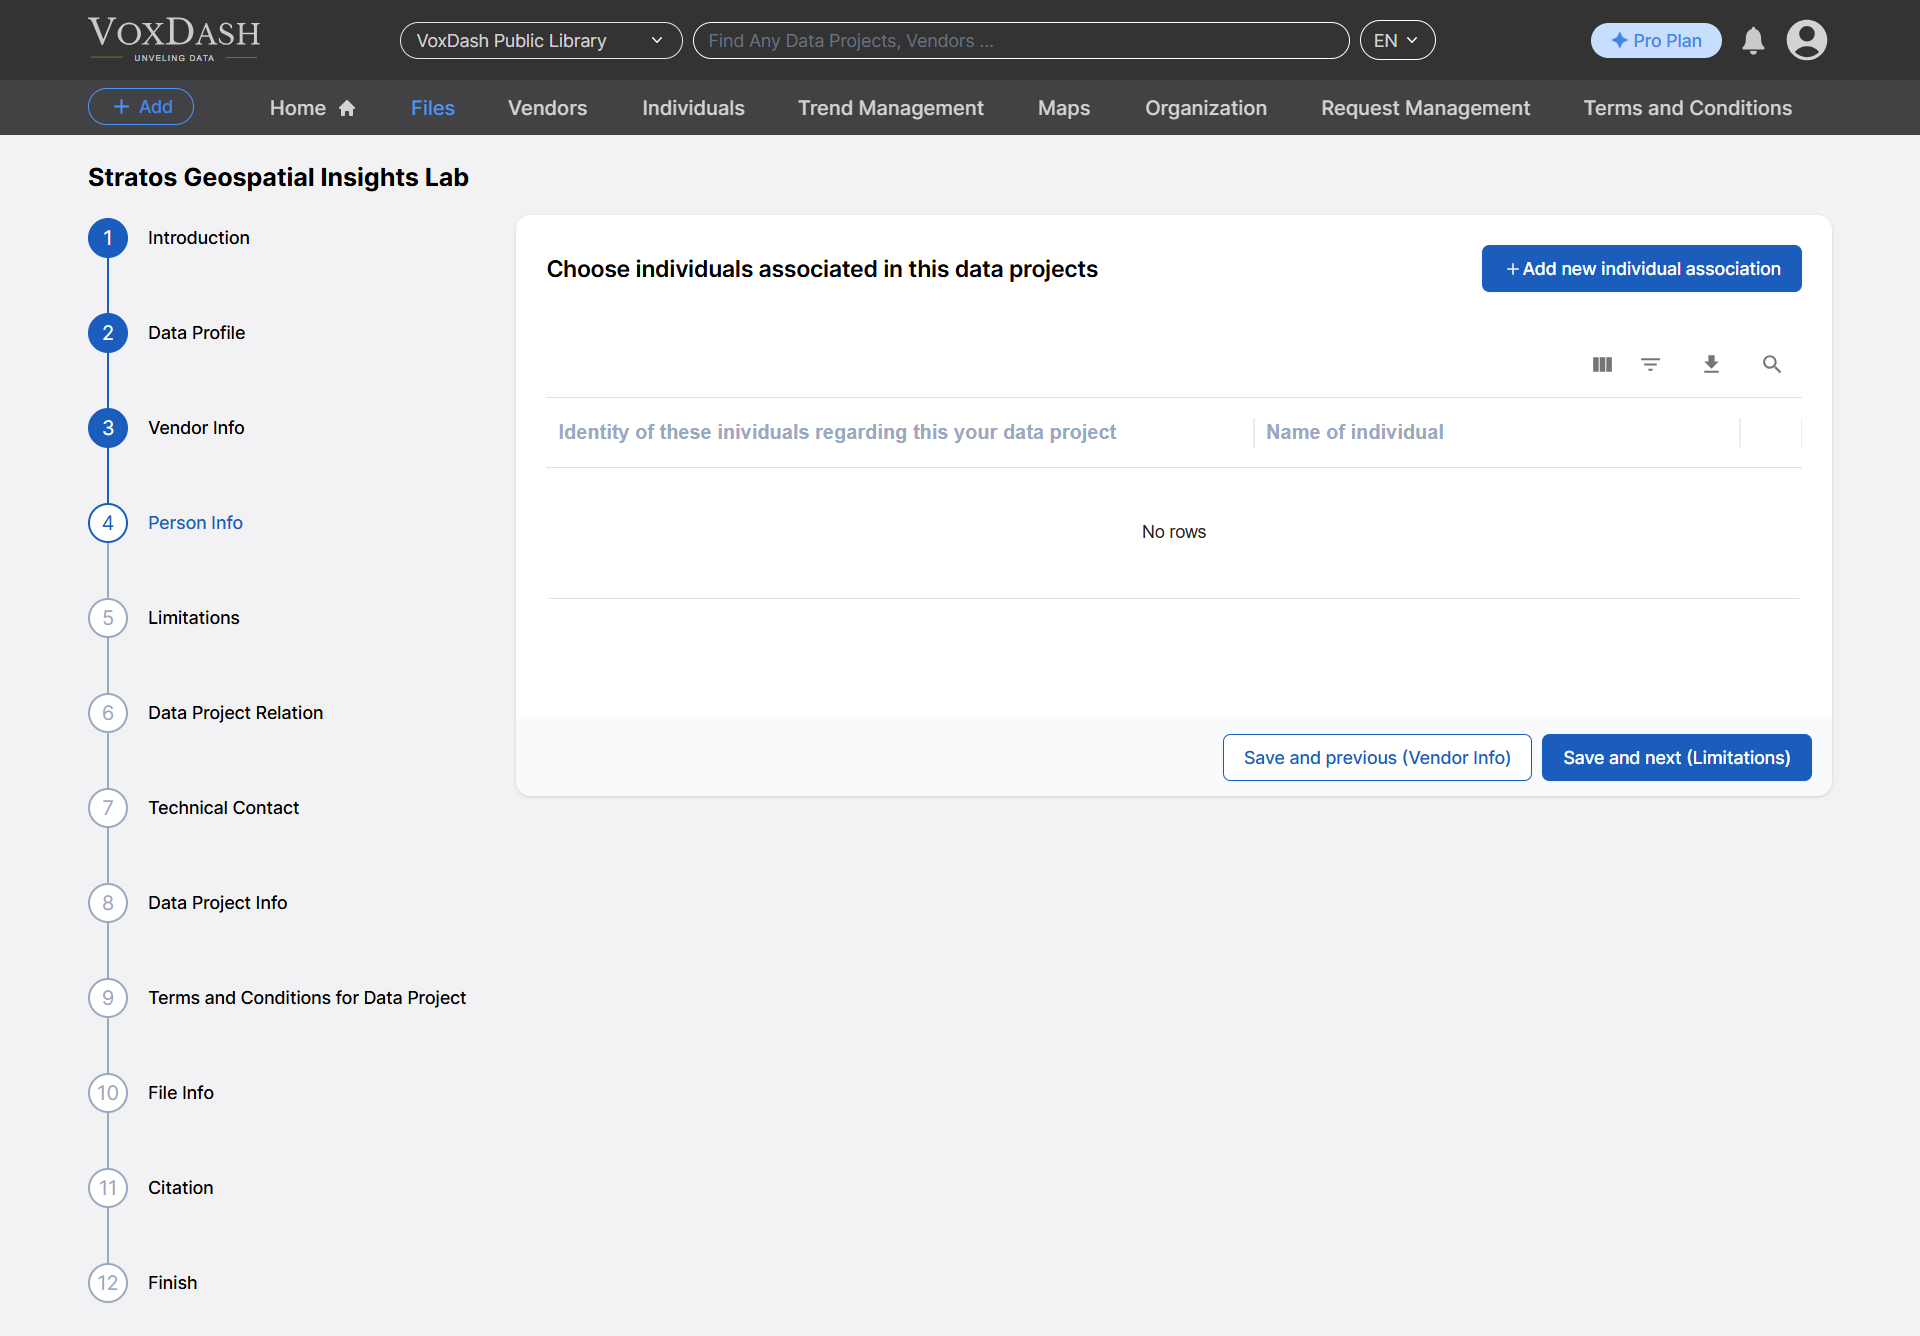 VOXDASH
UNVELING DATA
VoxDash Public Library
Find Any Data Projects, Vendors ...
EN
Pro Plan
+ Add
Home
Files
Vendors
Individuals
Trend Management
Maps
Organization
Request Management
Terms and Conditions
Stratos Geospatial Insights Lab
1 Introduction
2 Data Profile
3 Vendor Info
4 Person Info
5 Limitations
6 Data Project Relation
7 Technical Contact
8 Data Project Info
9 Terms and Conditions for Data Project
10 File Info
11 Citation
12 Finish
Choose individuals associated in this data projects
+ Add new individual association
Identity of these inividuals regarding this your data project
Name of individual
No rows
Save and previous (Vendor Info)
Save and next (Limitations)